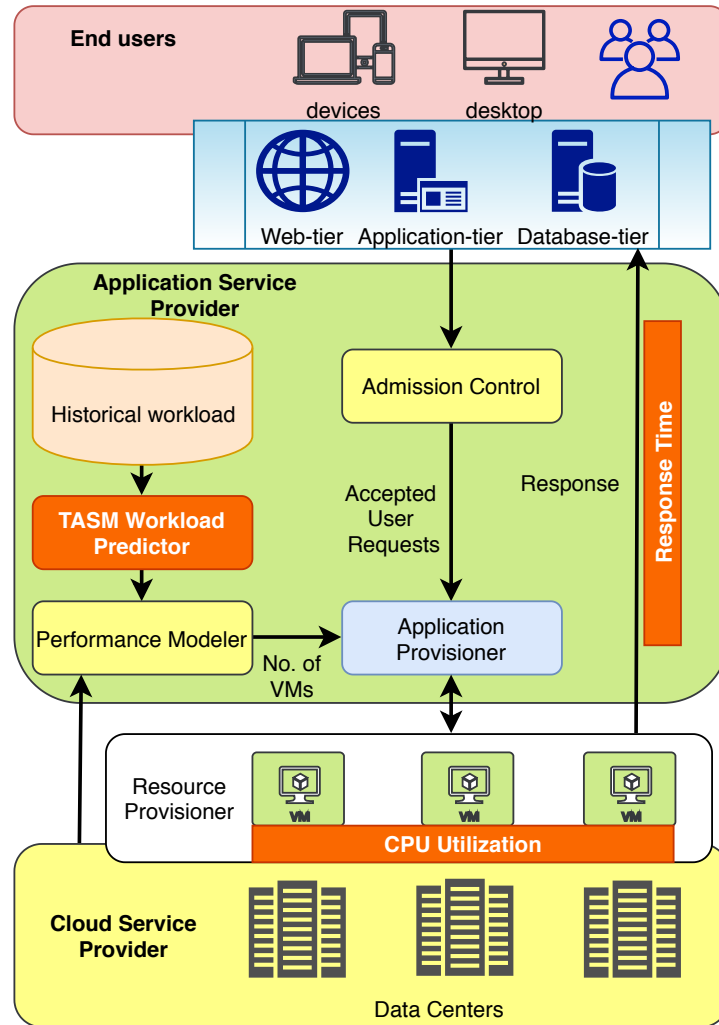 End users
devices
desktop
Web-tier
Application-tier
Database-tier
Application Service
Provider
Historical workload
Admission Control
Response Time
Accepted
User
Requests
Response
TASM Workload
Predictor
Performance Modeler
No. of
VMs
Application
Provisioner
Resource
Provisioner
VM
VM
VM
CPU Utilization
Cloud Service
Provider
Data Centers